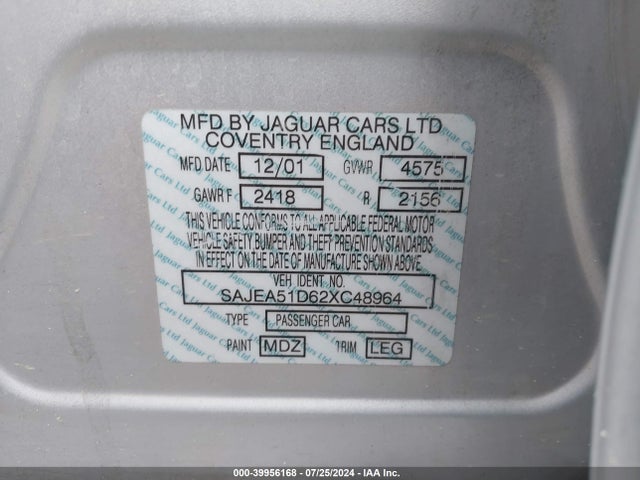 MFD BY JAGUAR CARS LTD
COVENTRY ENGLAND
MFD DATE 12/01 GVWR 4575
GAWR F 2418 R 2156
THIS VEHICLE CONFORMS TO ALL APPLICABLE FEDERAL MOTOR
VEHICLE SAFETY BUMPER AND THEFT PREVENTION STANDARDS
IN EFFECT ON THE DATE OF MANUFACTURE SHOWN ABOVE.
VEH IDENT NO.
SAJEA51D62XC48964
TYPE PASSENGER CAR
PAINT MDZ TRIM LEG
000-39956168 - 07/25/2024 - IAA Inc.